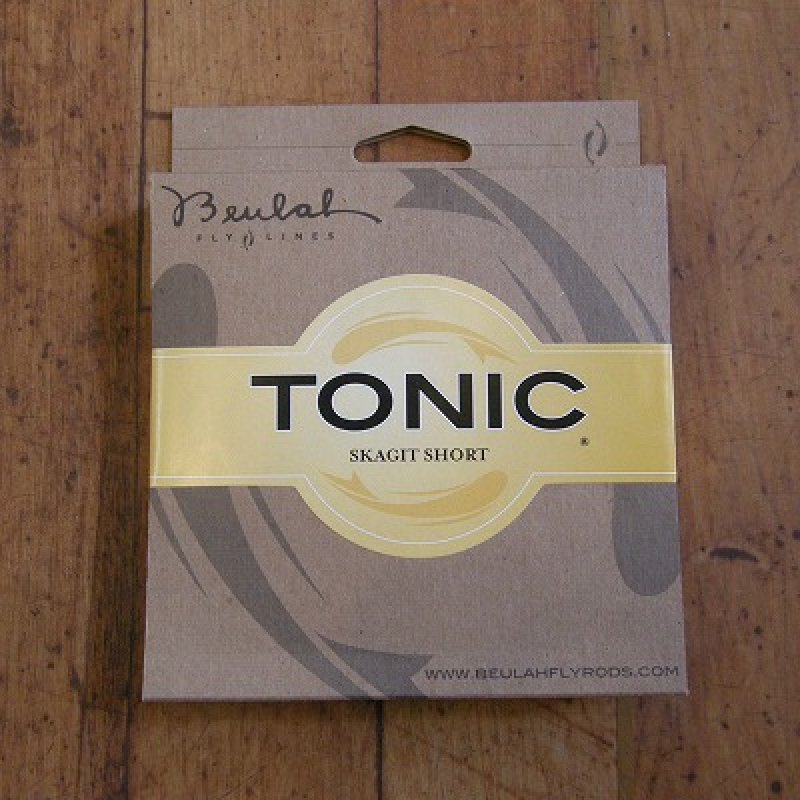 Beulah
FLY LINES
TONIC
®
SKAGIT SHORT
WWW.BEULAHFLYRODS.COM